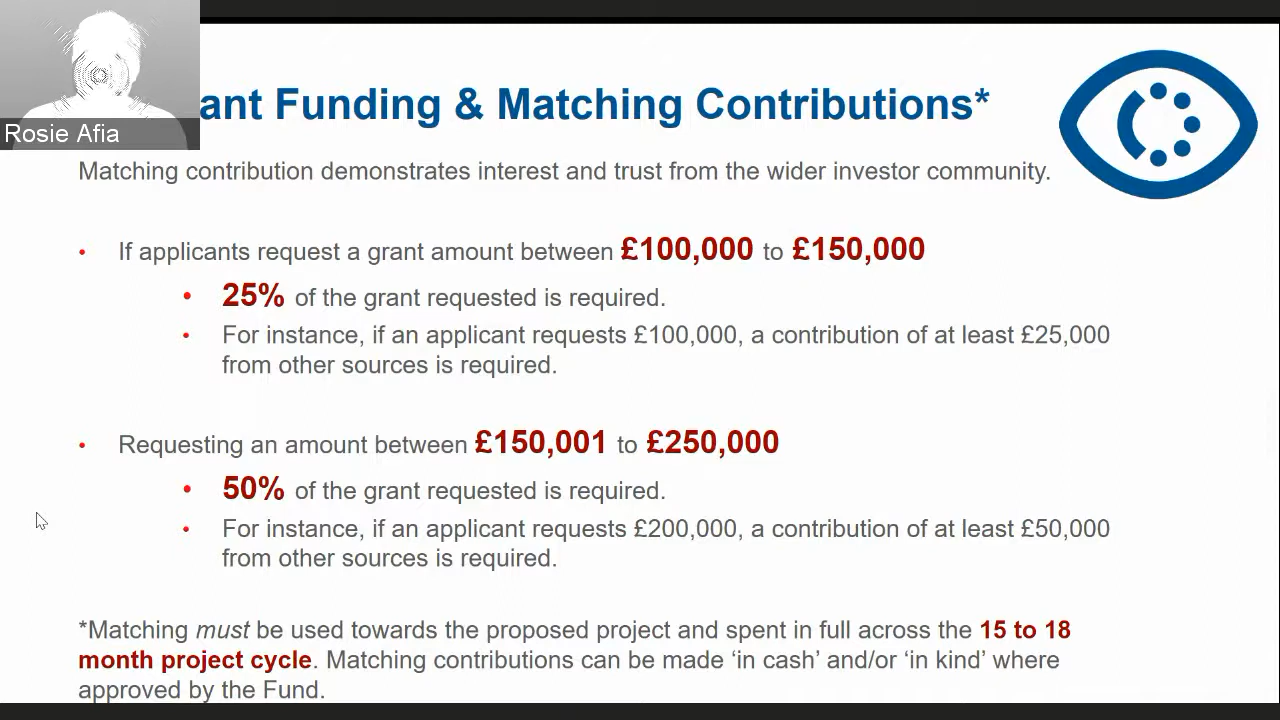 ant Funding & Matching Contributions*
Rosie Afia
Matching contribution demonstrates interest and trust from the wider investor community.
• If applicants request a grant amount between £100,000 to £150,000
• 25% of the grant requested is required.
• For instance, if an applicant requests £100,000, a contribution of at least £25,000
from other sources is required.
• Requesting an amount between £150,001 to £250,000
• 50% of the grant requested is required.
• For instance, if an applicant requests £200,000, a contribution of at least £50,000
from other sources is required.
*Matching must be used towards the proposed project and spent in full across the 15 to 18
month project cycle. Matching contributions can be made ‘in cash’ and/or ‘in kind’ where
approved by the Fund.